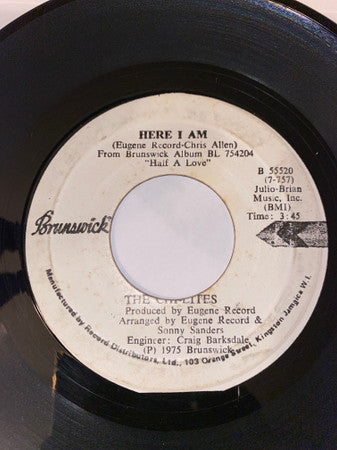 HERE I AM
(Eugene Record-Chris Allen)
From Brunswick Album BL 754204
"Half A Love"
B 55520
(7-757)
Julio-Brian
Music, Inc.
(BMI)
Time: 3:45
Brunswick
THE CHI-LITES
Produced by Eugene Record
Arranged by Eugene Record &
Sonny Sanders
Engineer: Craig Barksdale
(P) 1975 Brunswick
Manufactured by Record Distributors, Ltd., 103 Orange Street, Kingston Jamaica W.I.